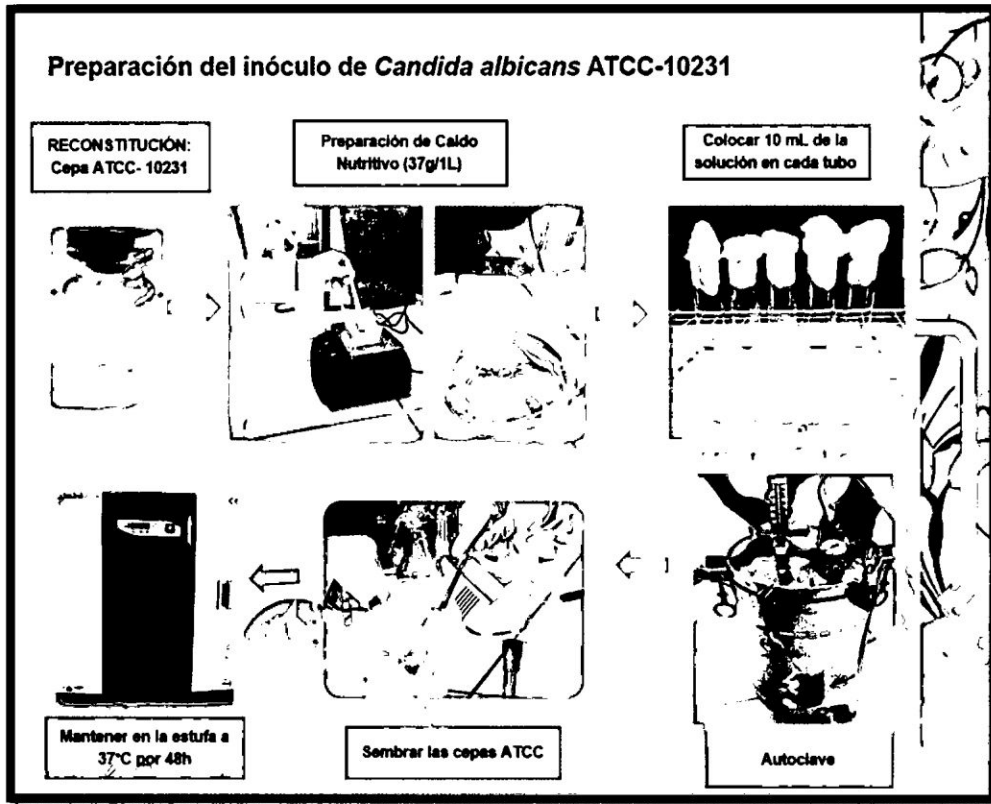 Preparación del inóculo de Candida albicans ATCC-10231
RECONSTITUCIÓN:
Cepa ATCC- 10231
Preparación de Caldo
Nutritivo (37g/1L)
Colocar 10 mL de la
solución en cada tubo
Mantener en la estufa a
37°C por 48h
Sembrar las cepas ATCC
Autoclave